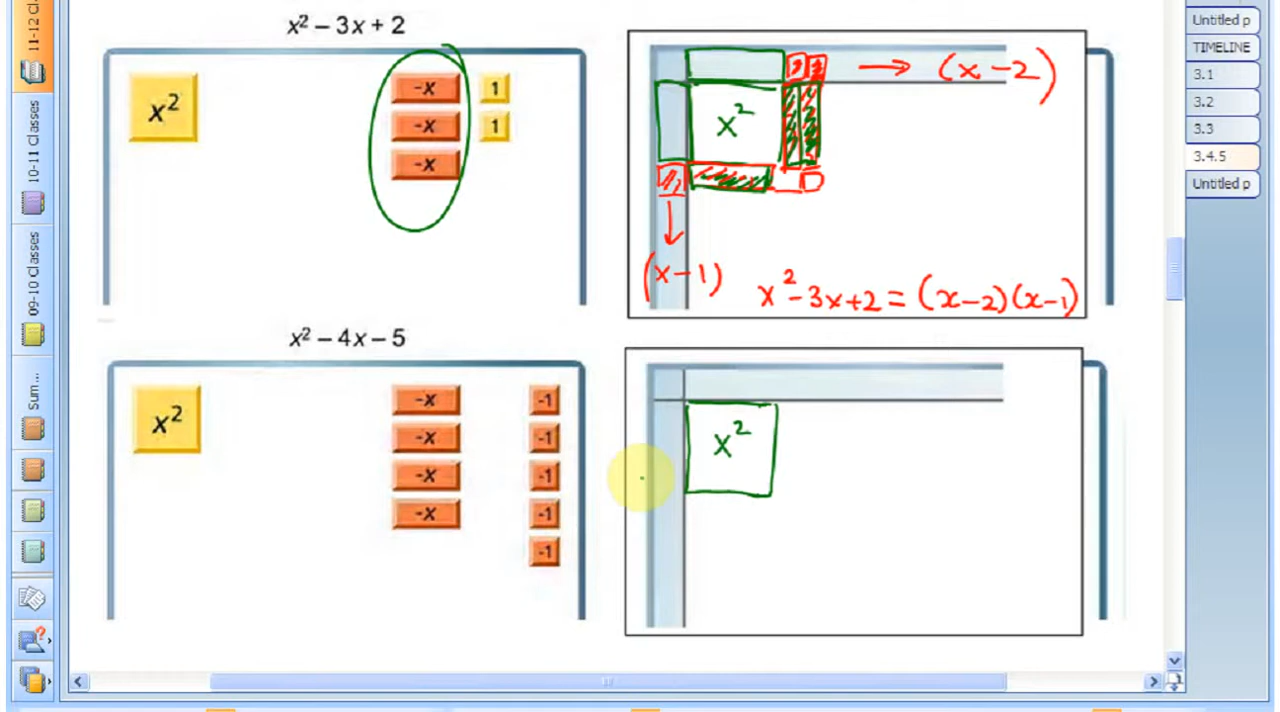 11-12 Cl
10-11 Classes
09-10 Classes
Sum...
x² – 3x + 2
x²
-x
-x
-x
1
1
x²
→ (x-2)
(x-1)
x²-3x+2=(x-2)(x-1)
x² – 4x – 5
x²
-x
-x
-x
-x
-1
-1
-1
-1
-1
x²
Untitled p
TIMELINE
3.1
3.2
3.3
3.4.5
Untitled p